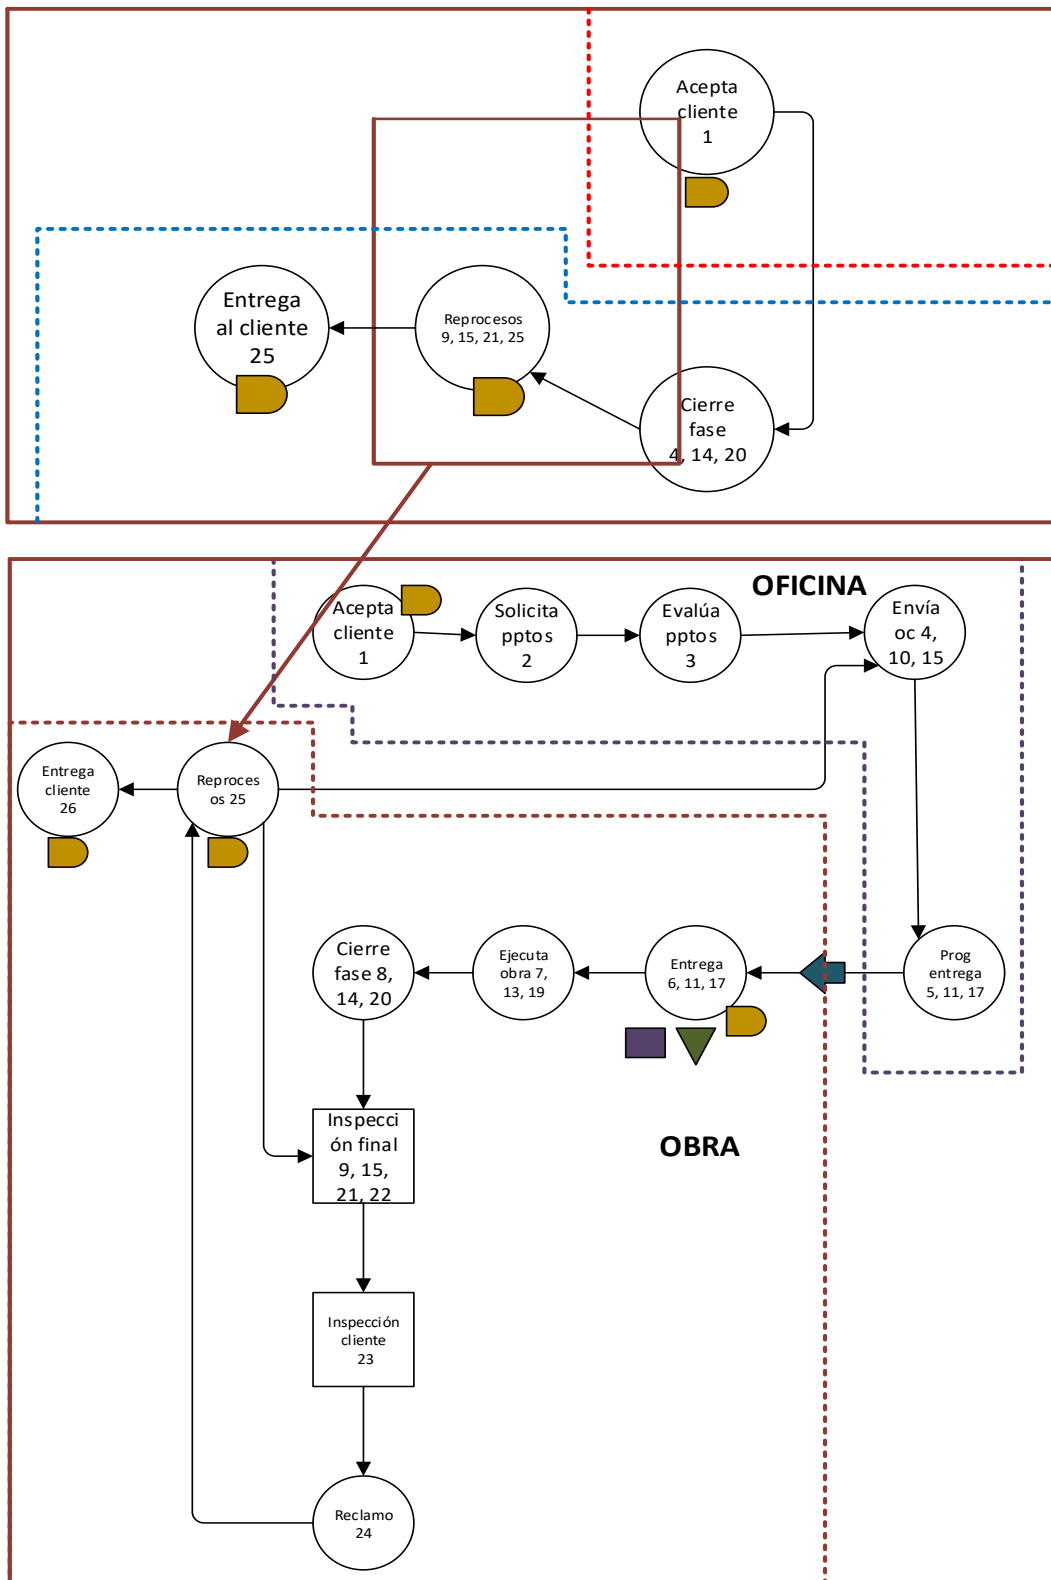 Acepta
cliente
1
Entrega
al cliente
25
Reprocesos
9, 15, 21, 25
Cierre
fase
4, 14, 20
OFICINA
Acepta
cliente
1
Solicita
pptos
2
Evalúa
pptos
3
Envía
oc 4,
10, 15
Entrega
cliente
26
Reproces
os 25
Cierre
fase 8,
14, 20
Ejecuta
obra 7,
13, 19
Entrega
6, 11, 17
Prog
entrega
5, 11, 17
Inspecci
ón final
9, 15,
21, 22
OBRA
Inspección
cliente
23
Reclamo
24